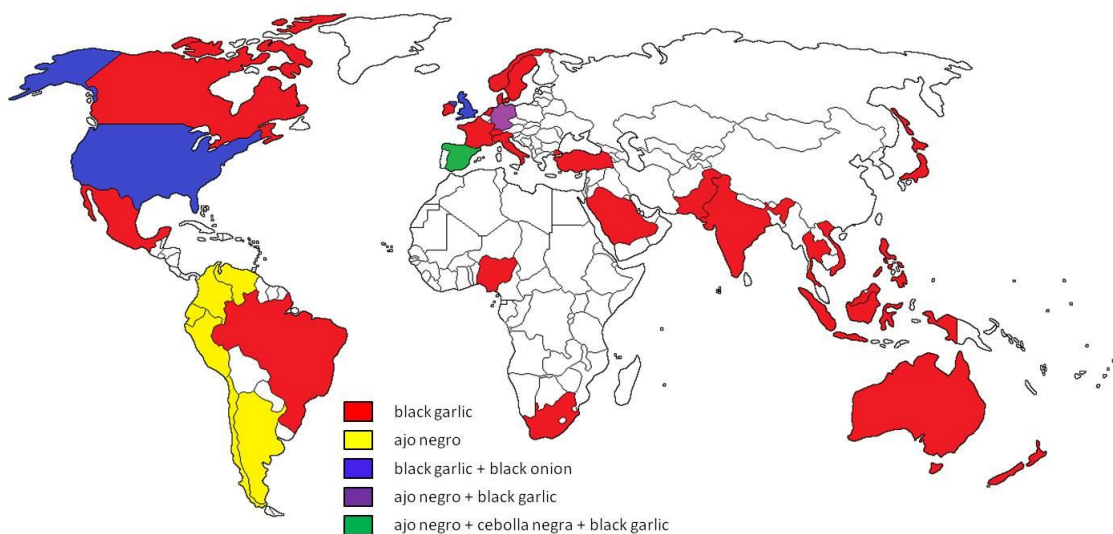 black garlic
ajo negro
black garlic + black onion
ajo negro + black garlic
ajo negro + cebolla negra + black garlic